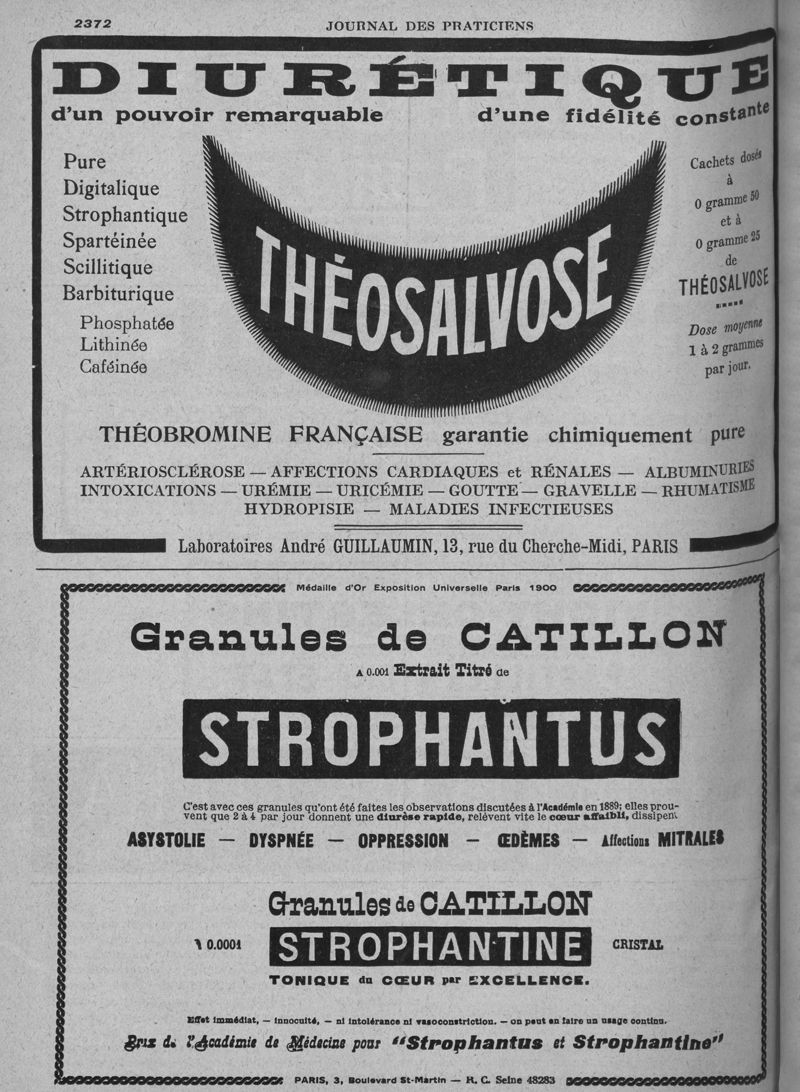 2372
JOURNAL DES PRATICIENS
DIURÉTIQUE
d'un pouvoir remarquable d'une fidélité constante
Pure
Digitalique
Strophantique
Spartéinée
Scillitique
Barbiturique
Phosphatée
Lithinée
Caféinée
THÉOSALVOSE
Cachets dosés
à
0 gramme 50
et à
0 gramme 25
de
THÉOSALVOSE
Dose moyenne
1 à 2 grammes
par jour.
THÉOBROMINE FRANÇAISE garantie chimiquement pure
ARTÉRIOSCLÉROSE — AFFECTIONS CARDIAQUES et RÉNALES — ALBUMINURIES
INTOXICATIONS — URÉMIE — URICÉMIE — GOUTTE — GRAVELLE — RHUMATISME
HYDROPISIE — MALADIES INFECTIEUSES
Laboratoires André GUILLAUMIN, 13, rue du Cherche-Midi, PARIS
Médaille d'Or Exposition Universelle Paris 1900
Granules de CATILLON
A 0.001 Extrait Titré de
STROPHANTUS
C'est avec ces granules qu'ont été faites les observations discutées à l'Académie en 1889; elles prou-
vent que 2 à 4 par jour donnent une diurèse rapide, relèvent vite le cœur affaibli, dissipent
ASYSTOLIE — DYSPNÉE — OPPRESSION — ŒDÈMES — Affections MITRALES
Granules de CATILLON
A 0.0001 STROPHANTINE CRISTAL
TONIQUE du CŒUR par EXCELLENCE.
Effet immédiat, — innocuité, — ni intolérance ni vasoconstriction. — on peut en faire un usage continu.
Prix de l'Académie de Médecine pour "Strophantus et Strophantine"
PARIS, 3, Boulevard St-Martin — R. C. Seine 48283